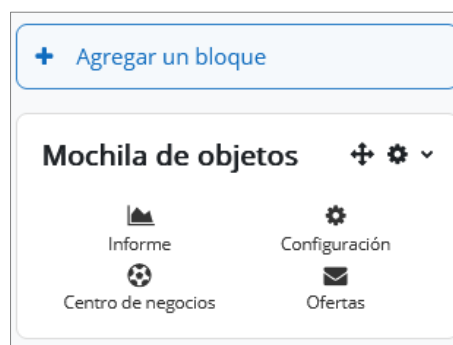 Agregar un bloque
Mochila de objetos
Informe
Configuración
Centro de negocios
Ofertas